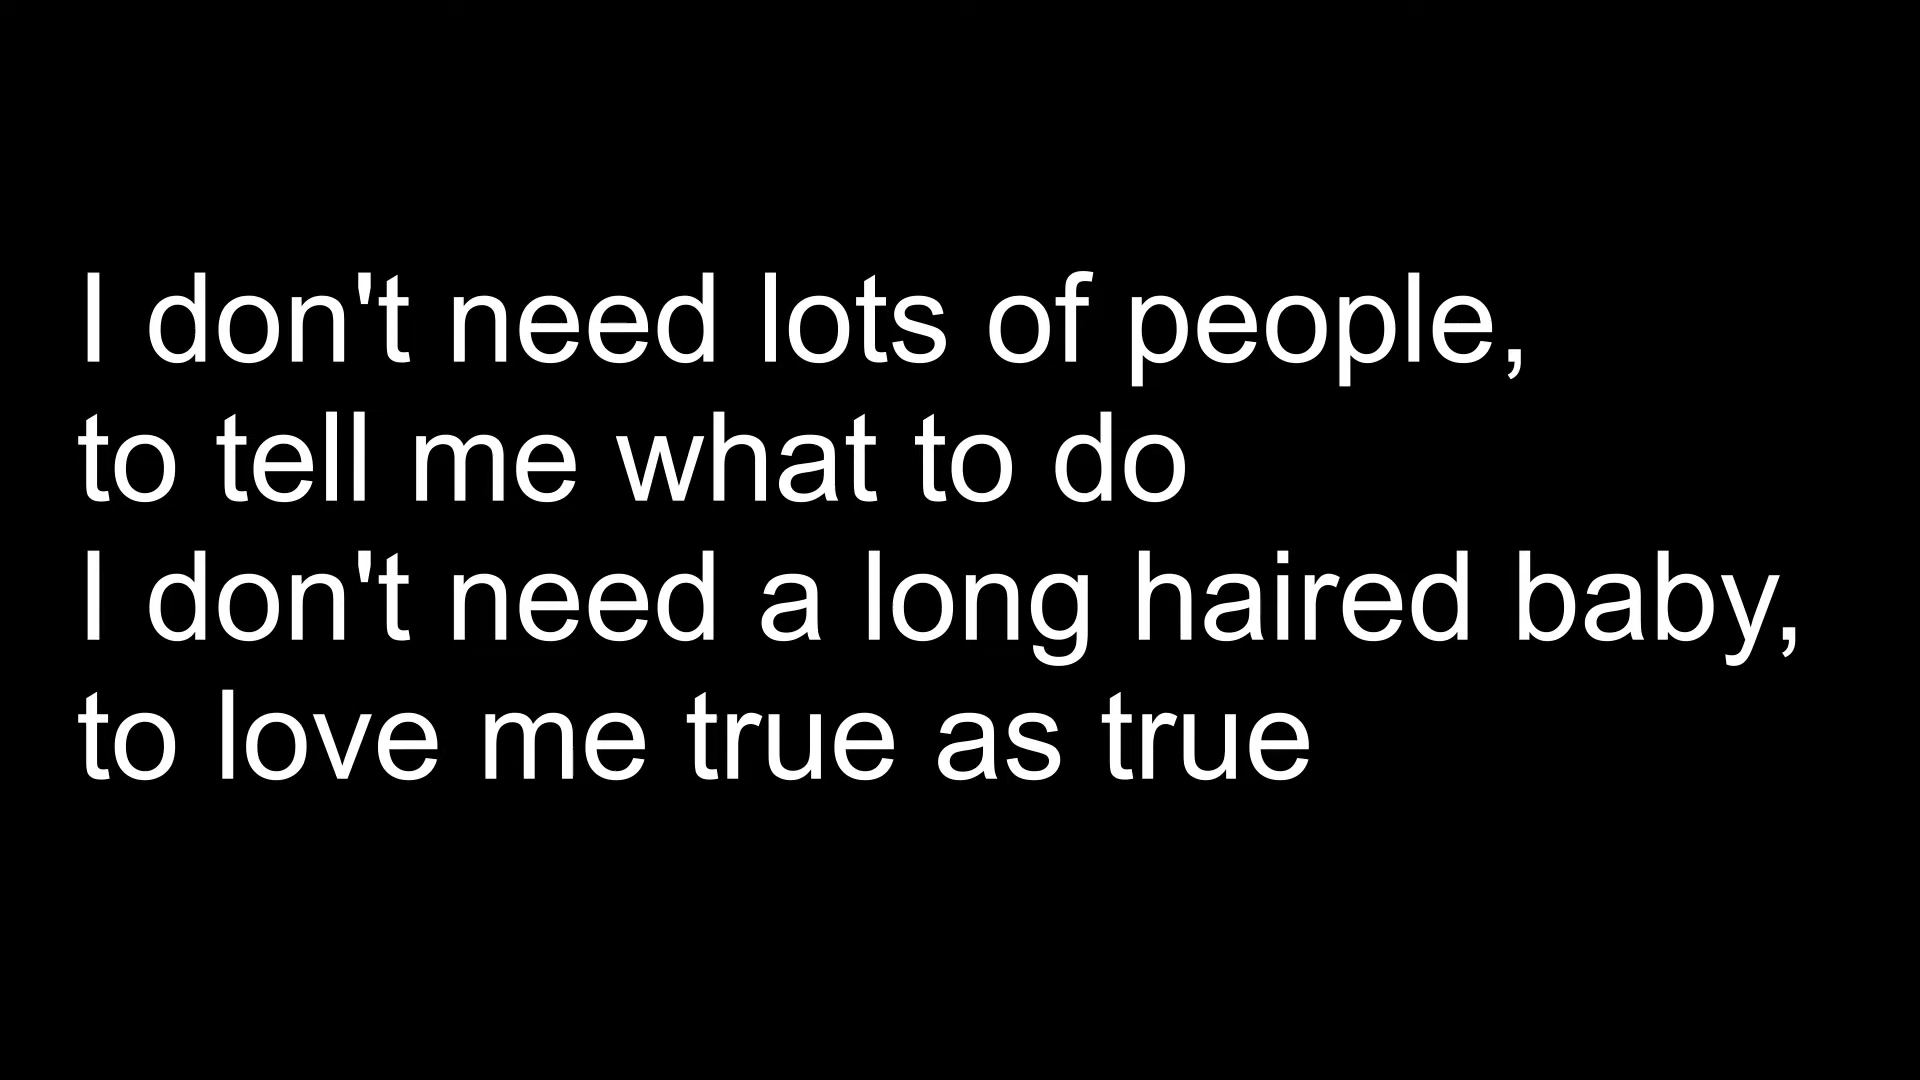 I don't need lots of people,
to tell me what to do
I don't need a long haired baby,
to love me true as true